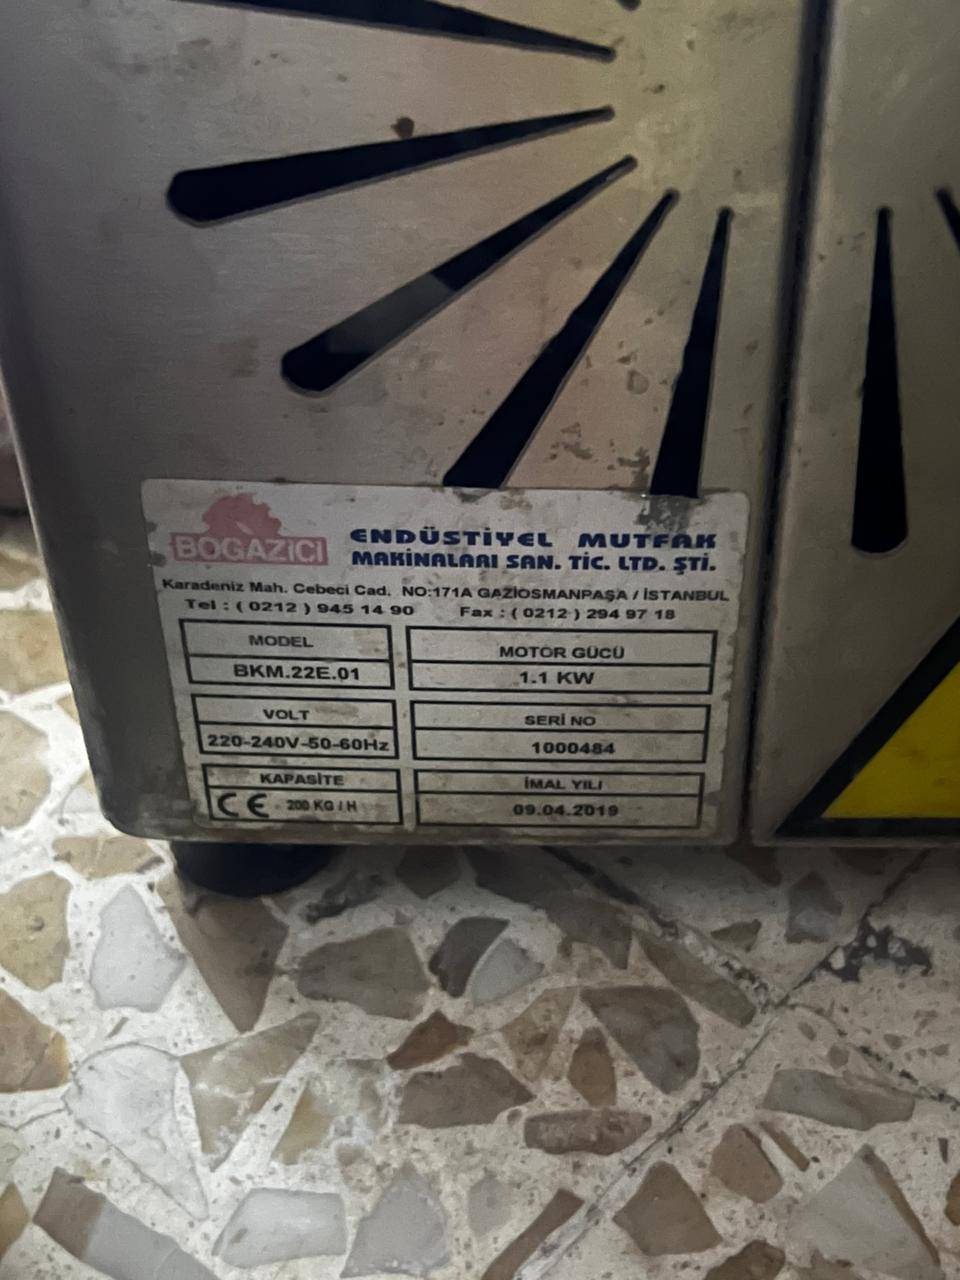 BOGAZICI
ENDÜSTİYEL MUTFAK
MAKİNALARI SAN. TİC. LTD. ŞTİ.
Karadeniz Mah. Cebeci Cad. NO:171A GAZİOSMANPAŞA / İSTANBUL
Tel : ( 0212 ) 945 14 90 Fax : ( 0212 ) 294 97 18
MODEL
BKM.22E.01
MOTOR GÜCÜ
1.1 KW
VOLT
220-240V-50-60Hz
SERİ NO
1000484
KAPASİTE
CE 200 KG / H
İMAL YILI
09.04.2019